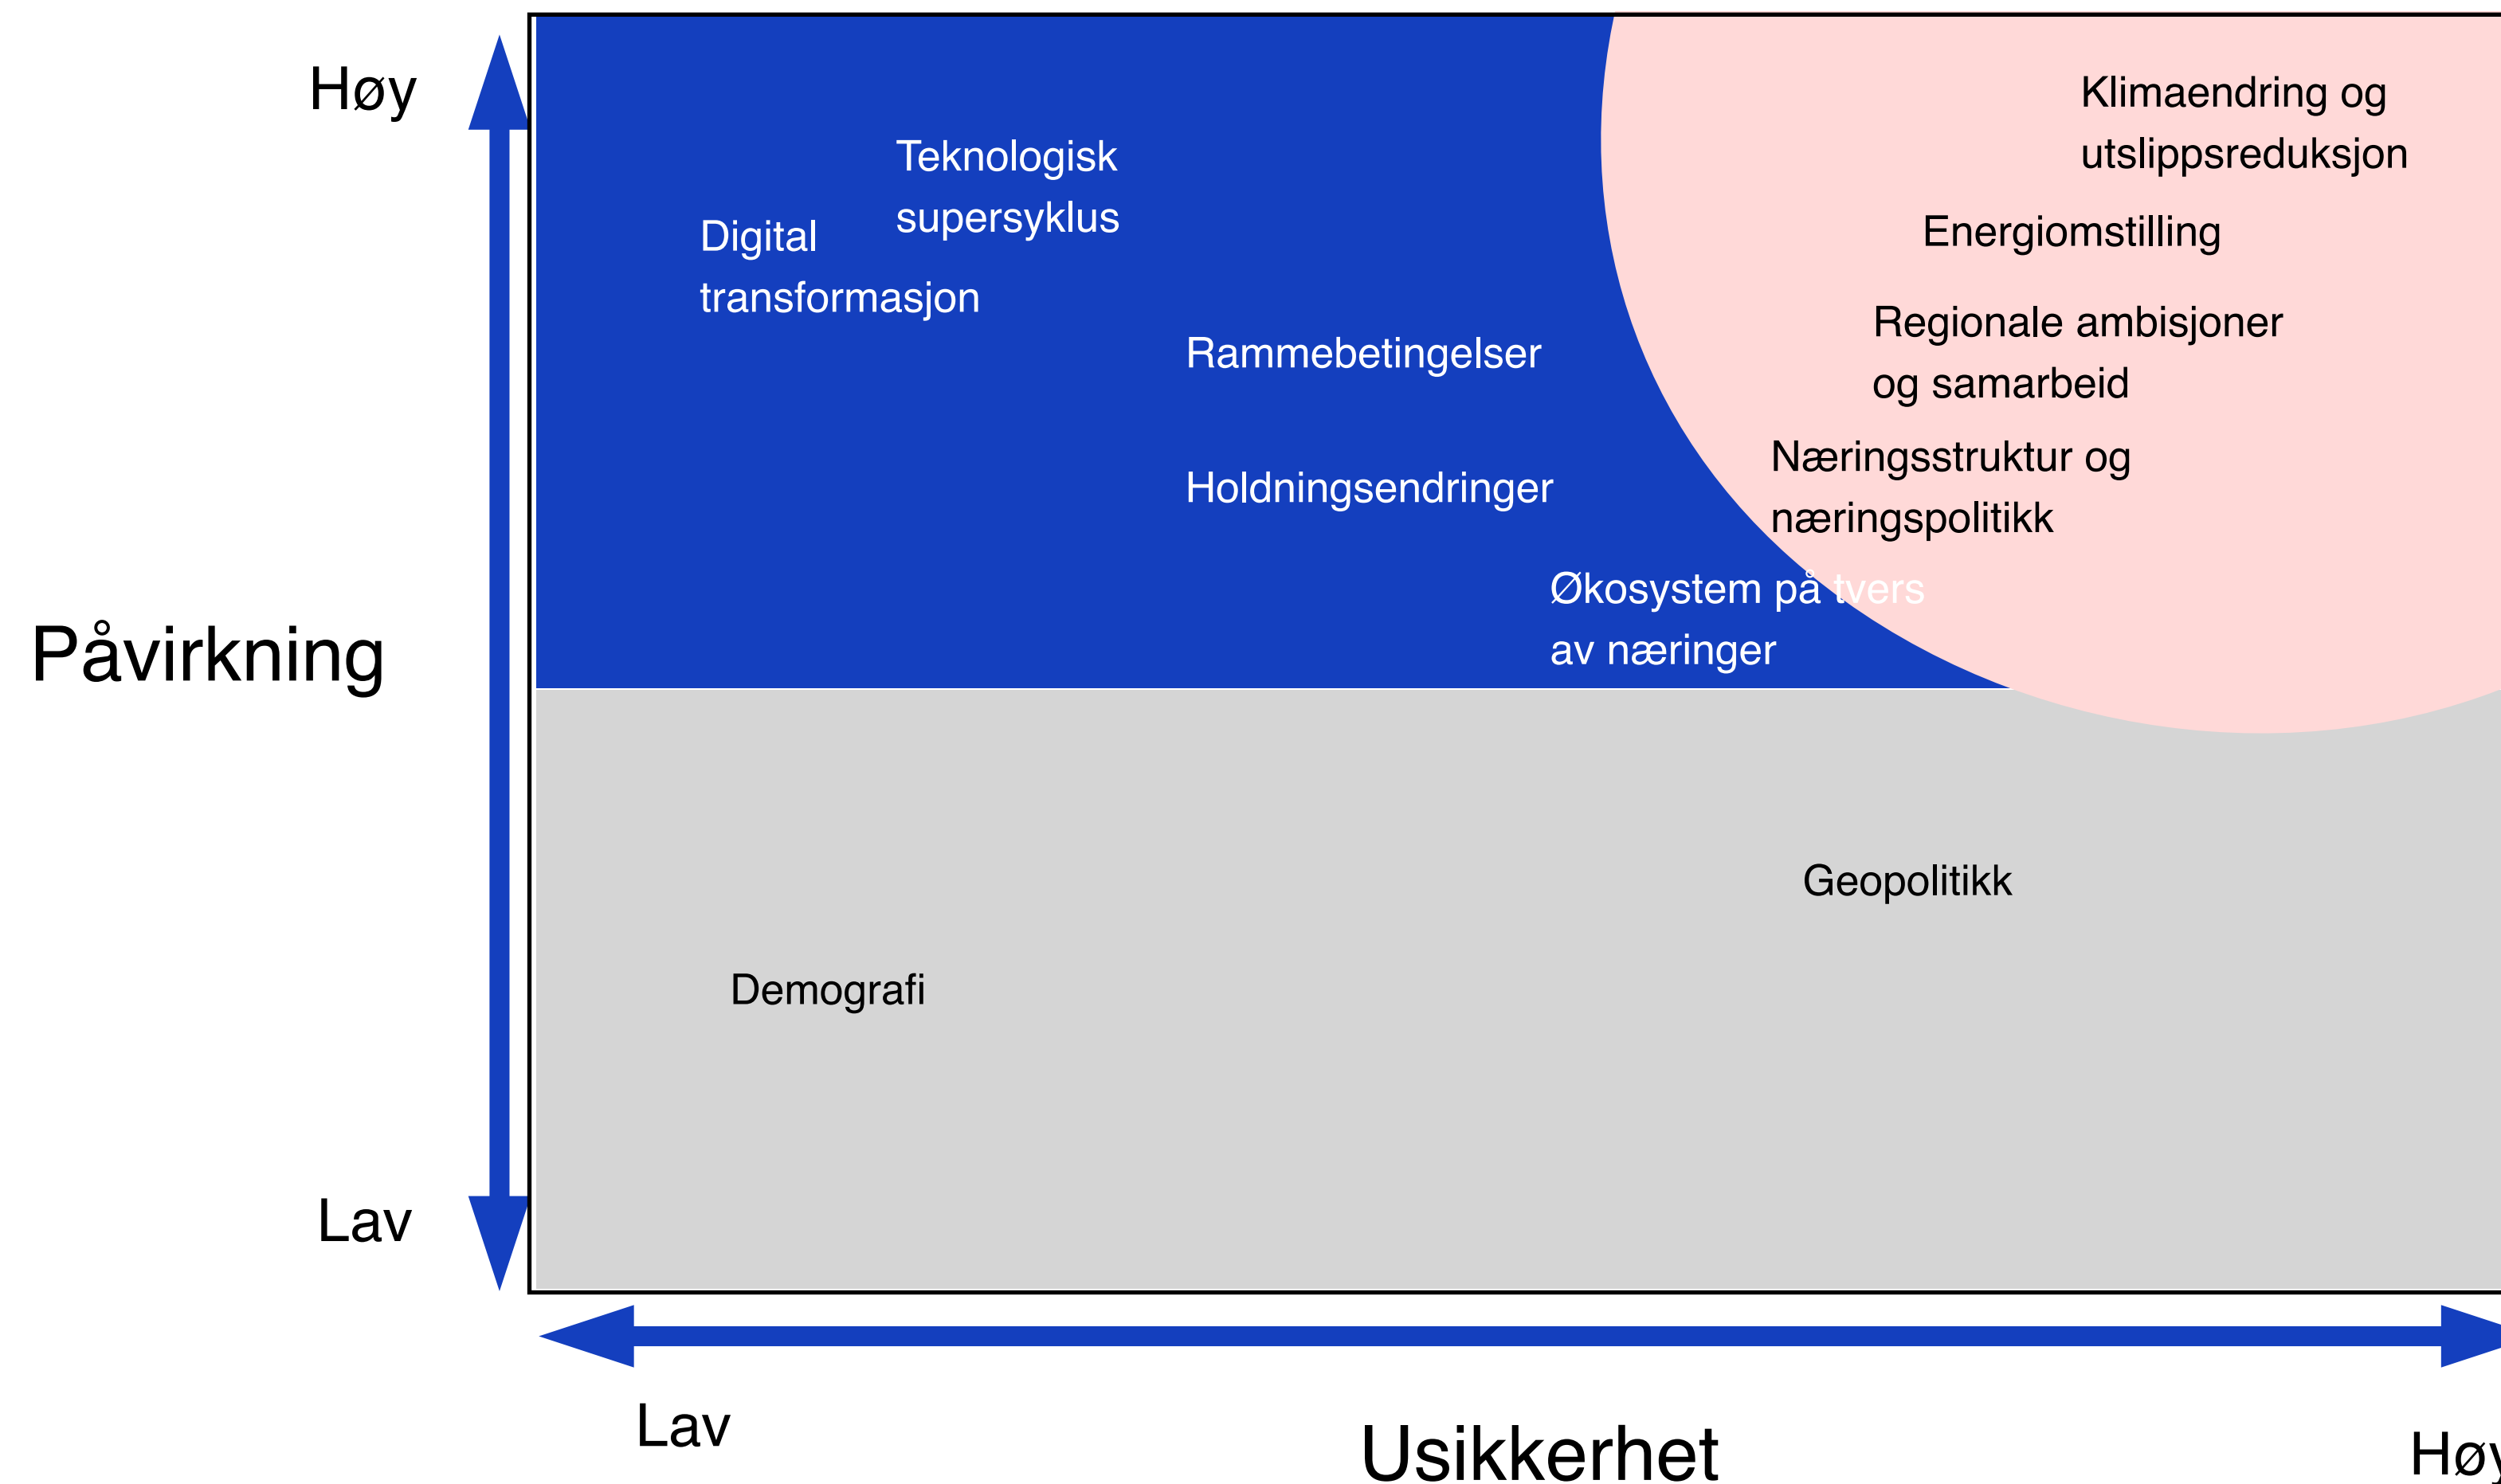 Høy
Klimaendring og
utslippsreduksjon
Teknologisk
supersyklus
Digital
transformasjon
Energiomstilling
Regionale ambisjoner
og samarbeid
Rammebetingelser
Næringsstruktur og
næringspolitikk
Holdningsendringer
Økosystem på tvers
av næringer
Påvirkning
Geopolitikk
Demografi
Lav
Lav
Usikkerhet
Høy